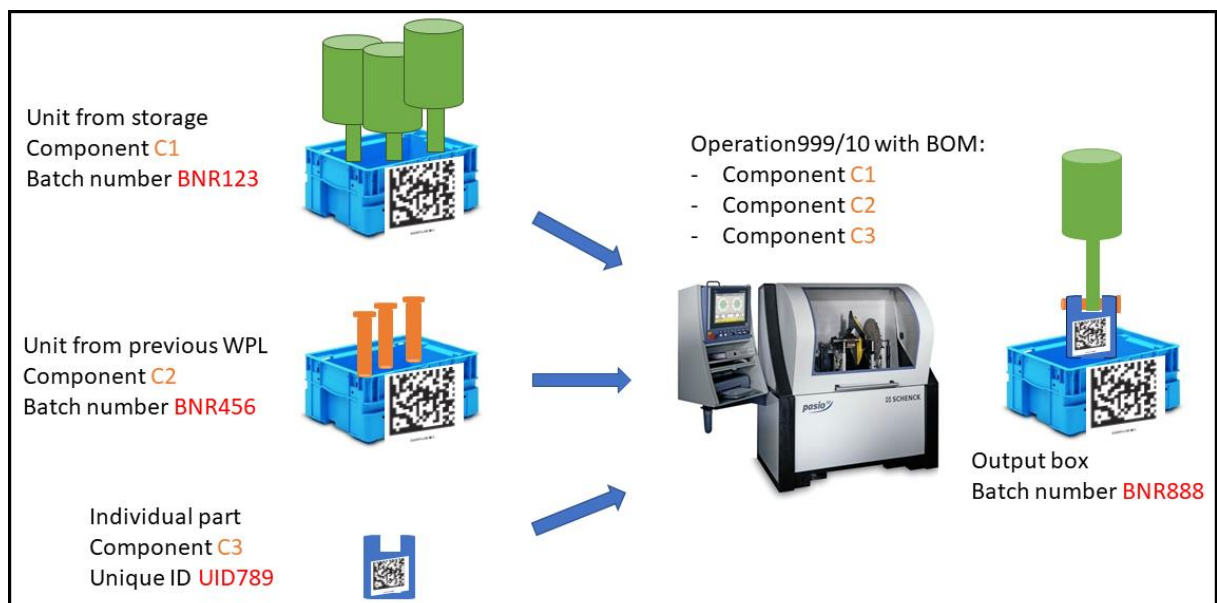 Unit from storage
Component C1
Batch number BNR123
Unit from previous WPL
Component C2
Batch number BNR456
Individual part
Component C3
Unique ID UID789
Operation999/10 with BOM:
- Component C1
- Component C2
- Component C3
pasio
SCHENCK
Output box
Batch number BNR888